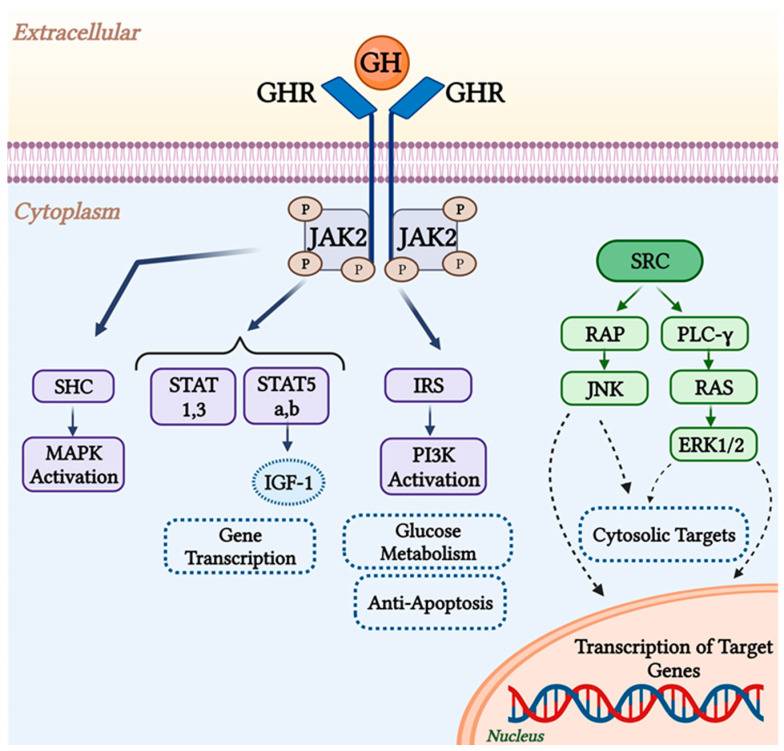 Extracellular
GH
GHR
GHR
Cytoplasm
P
P
JAK2
JAK2
P
P
P
P
SRC
RAP
PLC-γ
SHC
STAT
1,3
STAT5
a,b
IRS
JNK
RAS
MAPK
Activation
PI3K
Activation
ERK1/2
IGF-1
Gene
Transcription
Glucose
Metabolism
Cytosolic Targets
Anti-Apoptosis
Transcription of Target
Genes
Nucleus